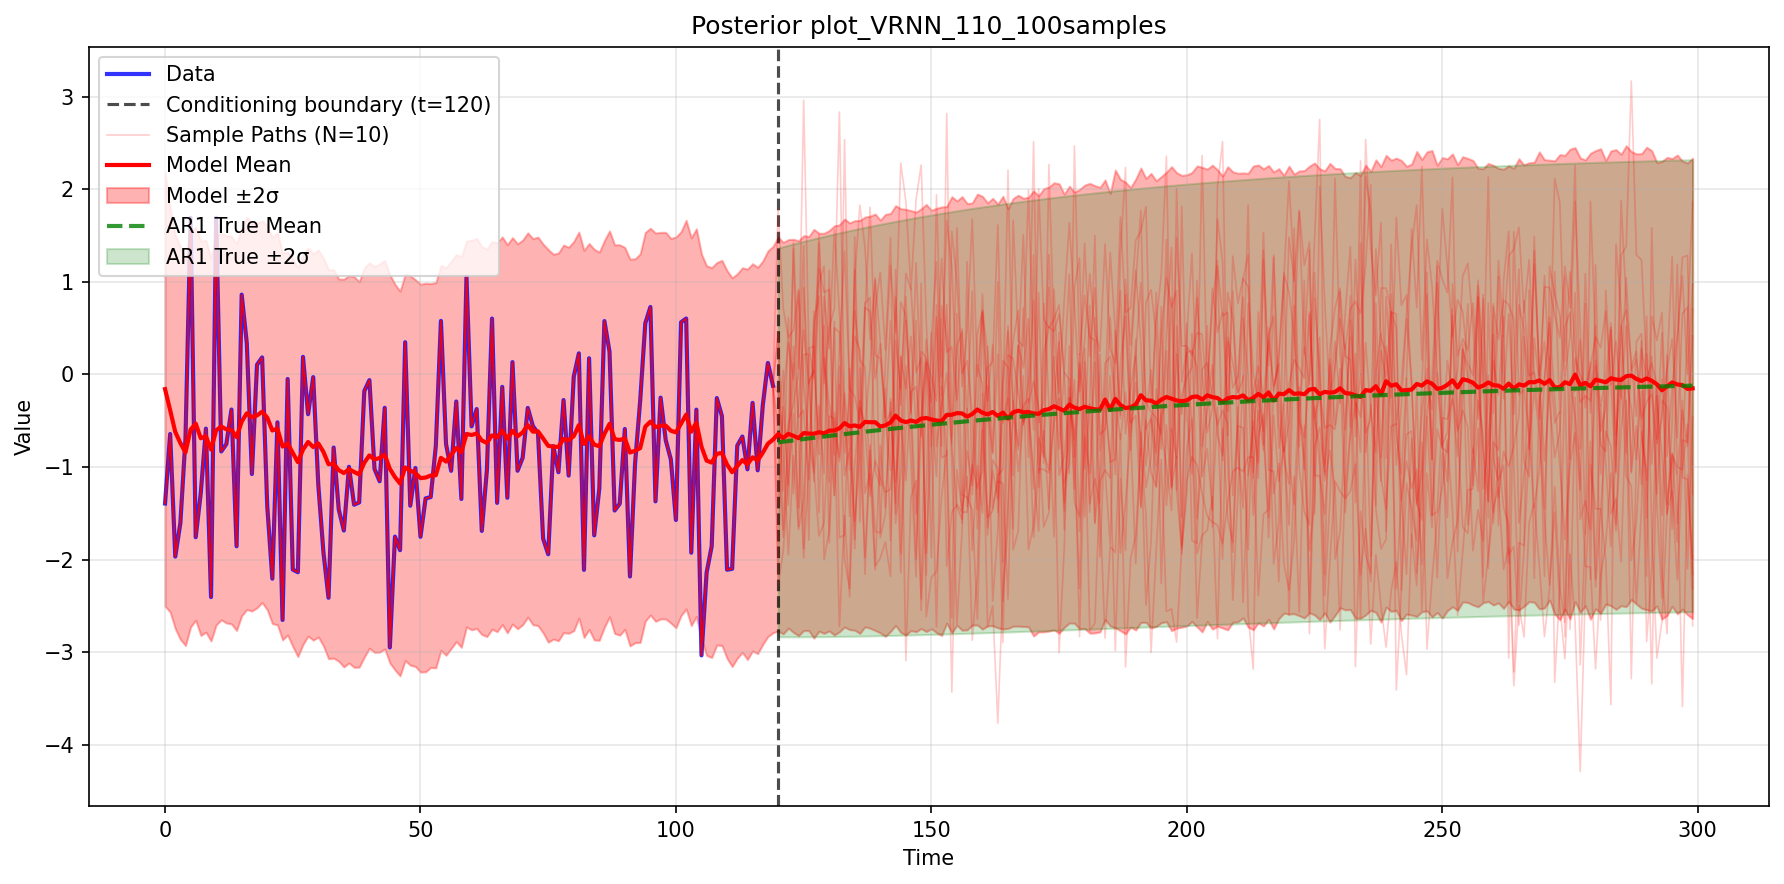 Posterior plot_VRNN_110_100samples
Data
Conditioning boundary (t=120)
Sample Paths (N=10)
Model Mean
Model ±2σ
AR1 True Mean
AR1 True ±2σ
3
2
1
0
−1
−2
−3
−4
Value
0 50 100 150 200 250 300
Time